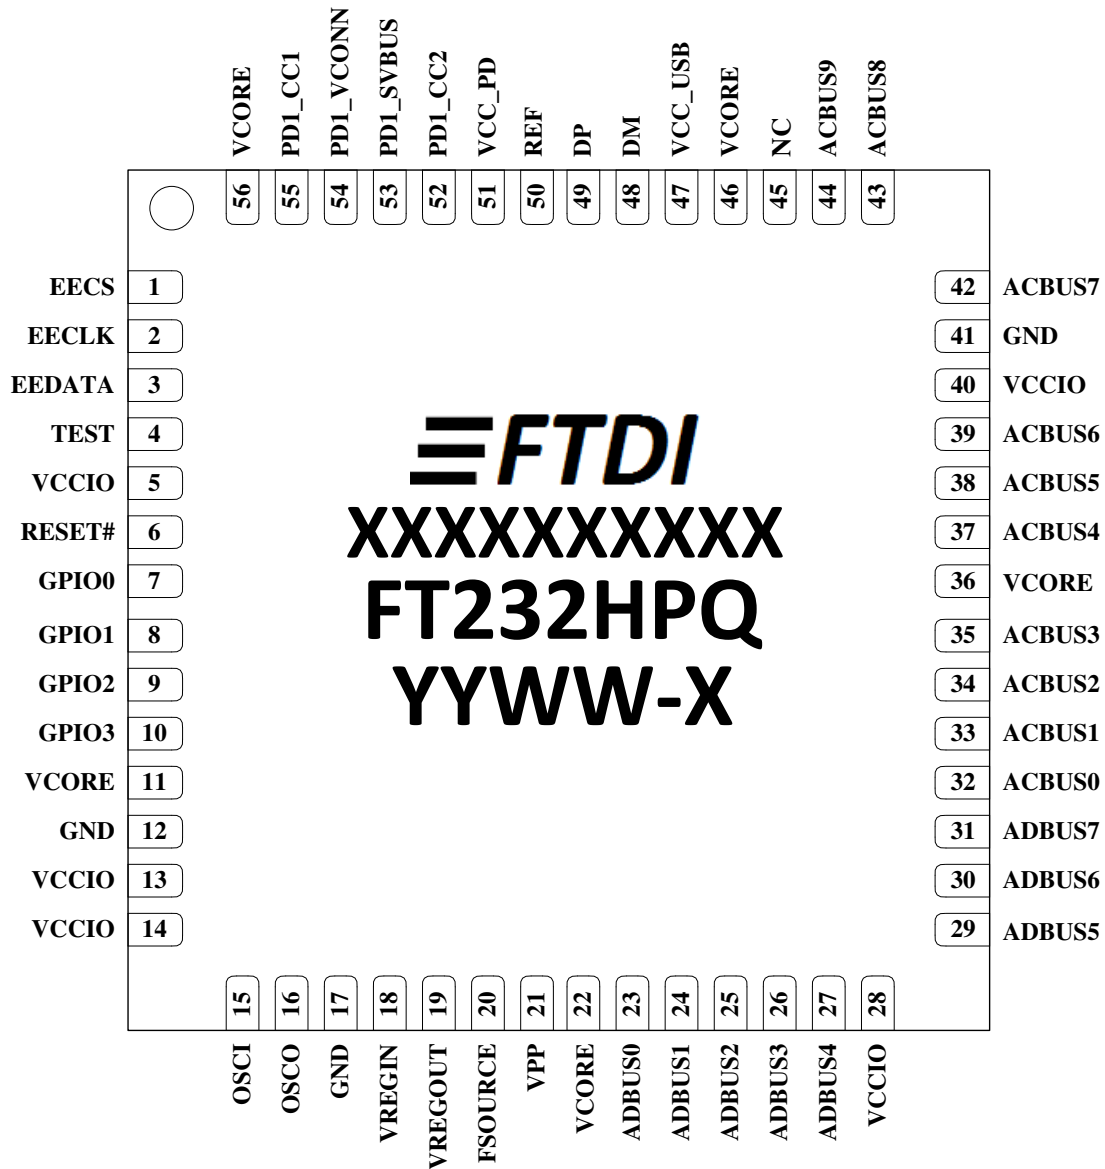 VCORE
PD1_CC1
PD1_VCONN
PD1_SVBUS
PD1_CC2
VCC_PD
REF
DP
DM
VCC_USB
VCORE
NC
ACBUS9
ACBUS8
56
55
54
53
52
51
50
49
48
47
46
45
44
43
EECS 1
EECLK 2
EEDATA 3
TEST 4
VCCIO 5
RESET# 6
GPIO0 7
GPIO1 8
GPIO2 9
GPIO3 10
VCORE 11
GND 12
VCCIO 13
VCCIO 14
FTDI
XXXXXXXXXX
FT232HPQ
YYWW-X
42 ACBUS7
41 GND
40 VCCIO
39 ACBUS6
38 ACBUS5
37 ACBUS4
36 VCORE
35 ACBUS3
34 ACBUS2
33 ACBUS1
32 ACBUS0
31 ADBUS7
30 ADBUS6
29 ADBUS5
15
16
17
18
19
20
21
22
23
24
25
26
27
28
OSCI
OSCO
GND
VREGIN
VREGOUT
FSOURCE
VPP
VCORE
ADBUS0
ADBUS1
ADBUS2
ADBUS3
ADBUS4
VCCIO